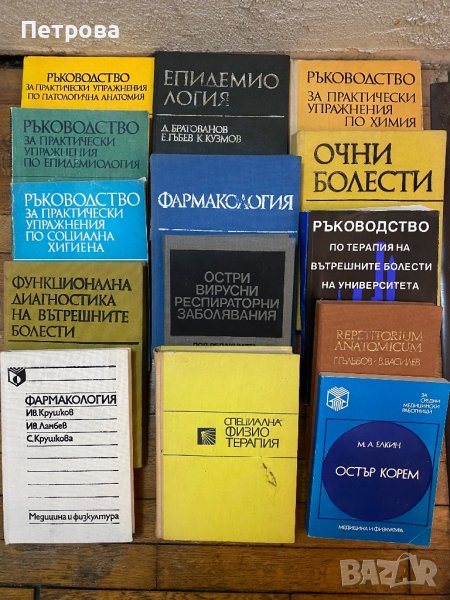 Петрова
РЪКОВОДСТВО
ЗА ПРАКТИЧЕСКИ УПРАЖНЕНИЯ
ПО ПАТОЛОГИЧНА АНАТОМИЯ
ЕПИДЕМИО
ЛОГИЯ
Д. БРАТОВАНОВ
Е. ГЪБЕВ К. КУЗМОВ
РЪКОВОДСТВО
ЗА ПРАКТИЧЕСКИ
УПРАЖНЕНИЯ
ПО ХИМИЯ
РЪКОВОДСТВО
ЗА ПРАКТИЧЕСКИ
УПРАЖНЕНИЯ
ПО ЕПИДЕМИОЛОГИЯ
ФАРМАКОЛОГИЯ
ОЧНИ
БОЛЕСТИ
РЪКОВОДСТВО
ЗА ПРАКТИЧЕСКИ
УПРАЖНЕНИЯ
ПО СОЦИАЛНА
ХИГИЕНА
РЪКОВОДСТВО
ПО ТЕРАПИЯ НА
ВЪТРЕШНИТЕ БОЛЕСТИ
НА УНИВЕРСИТЕТА
ФУНКЦИОНАЛНА
ДИАГНОСТИКА
НА ВЪТРЕШНИТЕ
БОЛЕСТИ
ОСТРИ
ВИРУСНИ
РЕСПИРАТОРНИ
ЗАБОЛЯВАНИЯ
REPETITORIUM
ANATOMICUM
Г. ГЪЛЪБОВ · В. ВАСИЛЕВ
ФАРМАКОЛОГИЯ
ИВ. Крушков
ИВ. Ламбев
С. Крушкова
Медицина и физкултура
СПЕЦИАЛНА
ФИЗИО
ТЕРАПИЯ
ЗА
СРЕДНИ
МЕДИЦИНСКИ
РАБОТНИЦИ
М. А. ЕЛКИН
ОСТЪР КОРЕМ
МЕДИЦИНА И ФИЗКУЛТУРА
BAZAR